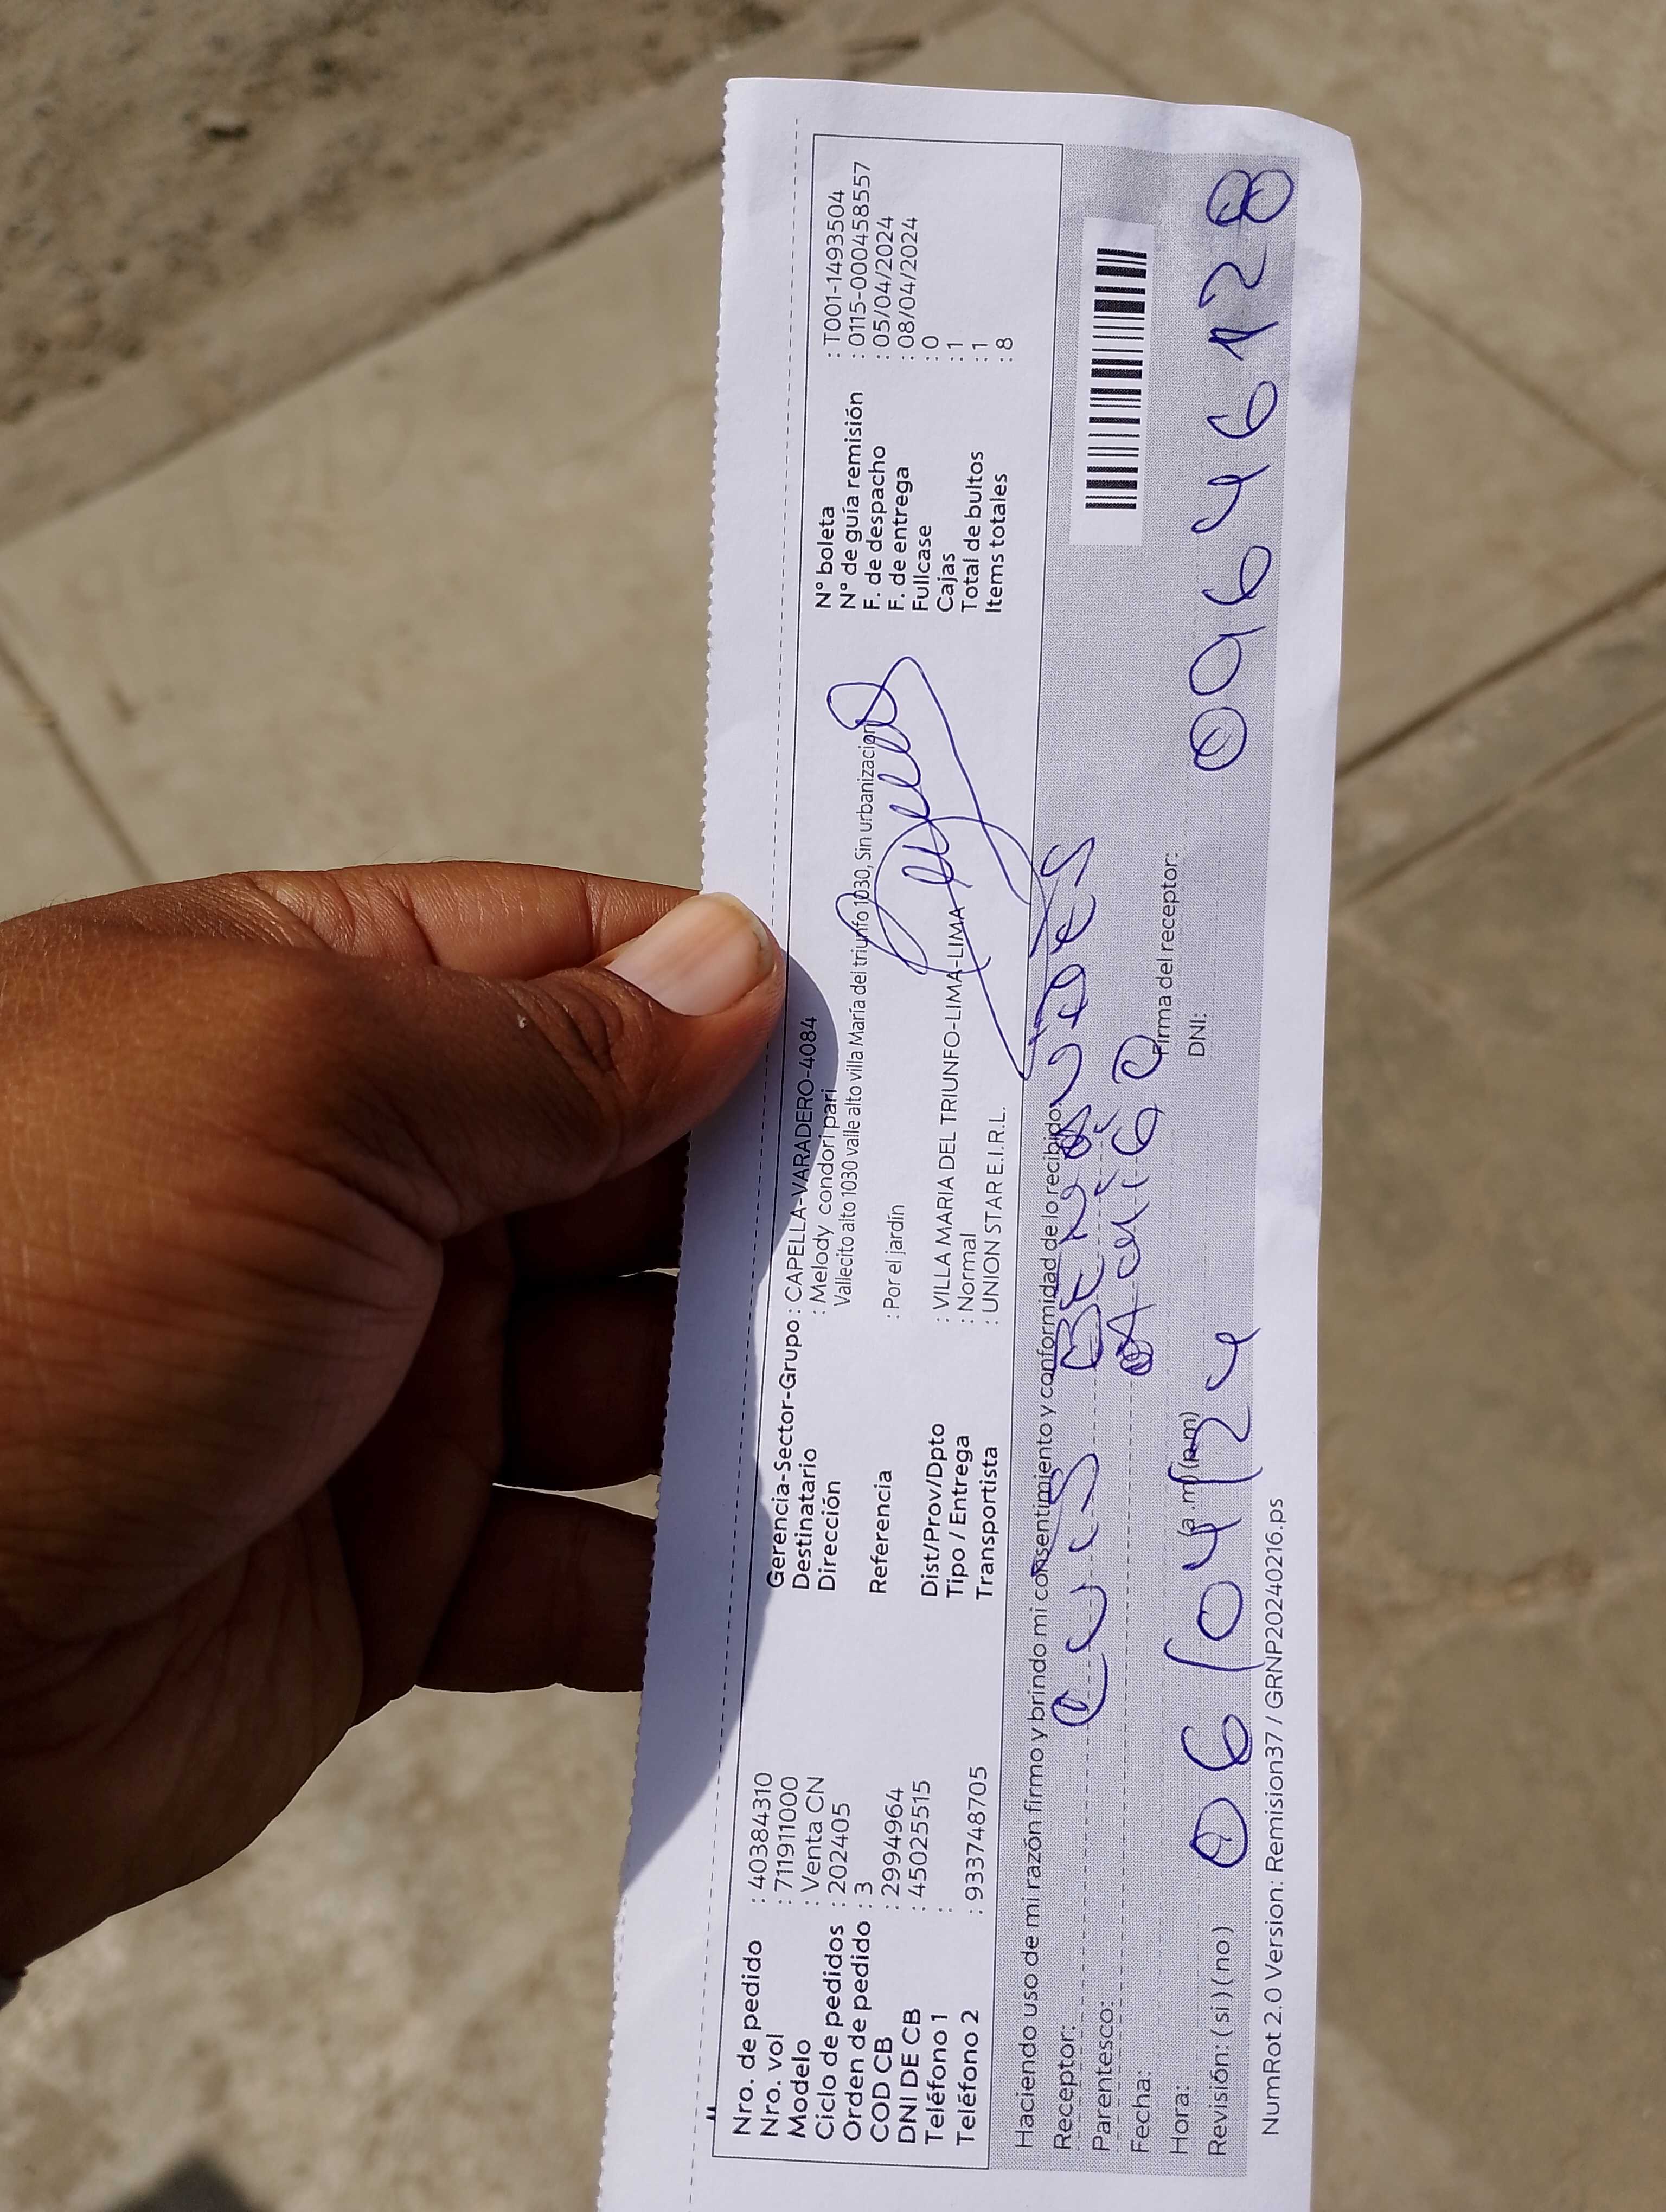 Nro. de pedido : 40384310
Nro. vol : 711911000
Modelo : Venta CN
Ciclo de pedidos : 202405
Orden de pedido : 3
COD CB : 2994964
DNI DE CB : 45025515
Teléfono 1 :
Teléfono 2 : 933748705
Gerencia-Sector-Grupo : CAPELLA-VARADERO-4084
Destinatario : Melody condori pari
Dirección Vallecito alto 1030 valle alto villa María del triunfo 1030, Sin urbanizacion
Referencia : Por el jardín
Dist/Prov/Dpto : VILLA MARIA DEL TRIUNFO-LIMA-LIMA
Tipo / Entrega : Normal
Transportista : UNION STAR E.I.R.L.
N° boleta : T001-1493504
N° de guía remisión : 0115-0000458557
F. de despacho : 05/04/2024
F. de entrega : 08/04/2024
Fullcase : 0
Cajas : 1
Total de bultos : 1
Items totales : 8
Haciendo uso de mi razón firmo y brindo mi consentimiento y conformidad de lo recibido.
Receptor: Luis
Parentesco: Amigo
Fecha: 06/04/24
Firma del receptor:
Hora: (a.m) (p.m)
DNI: 09646128
Revisión: ( si ) ( no )
NumRot 2.0 Version: Remision37 / GRNP20240216.ps